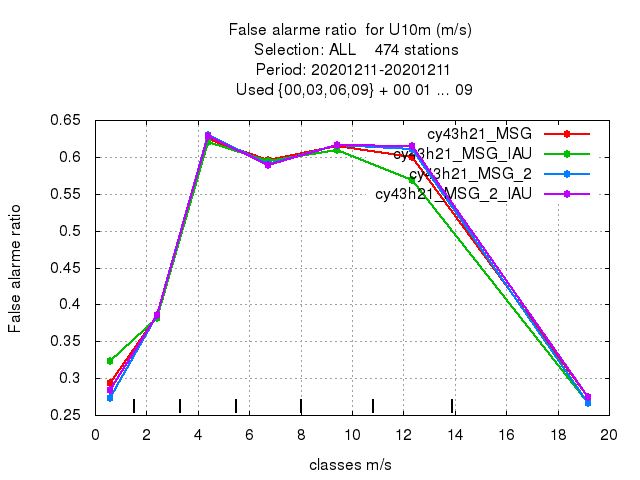 False alarme ratio  for U10m (m/s)
Selection: ALL    474 stations
Period: 20201211-20201211
Used {00,03,06,09} + 00 01 ... 09
0.65
0.6
0.55
0.5
0.45
0.4
0.35
0.3
0.25
False alarme ratio
cy43h21_MSG
cy43h21_MSG_IAU
cy43h21_MSG_2
cy43h21_MSG_2_IAU
0 2 4 6 8 10 12 14 16 18 20
classes m/s